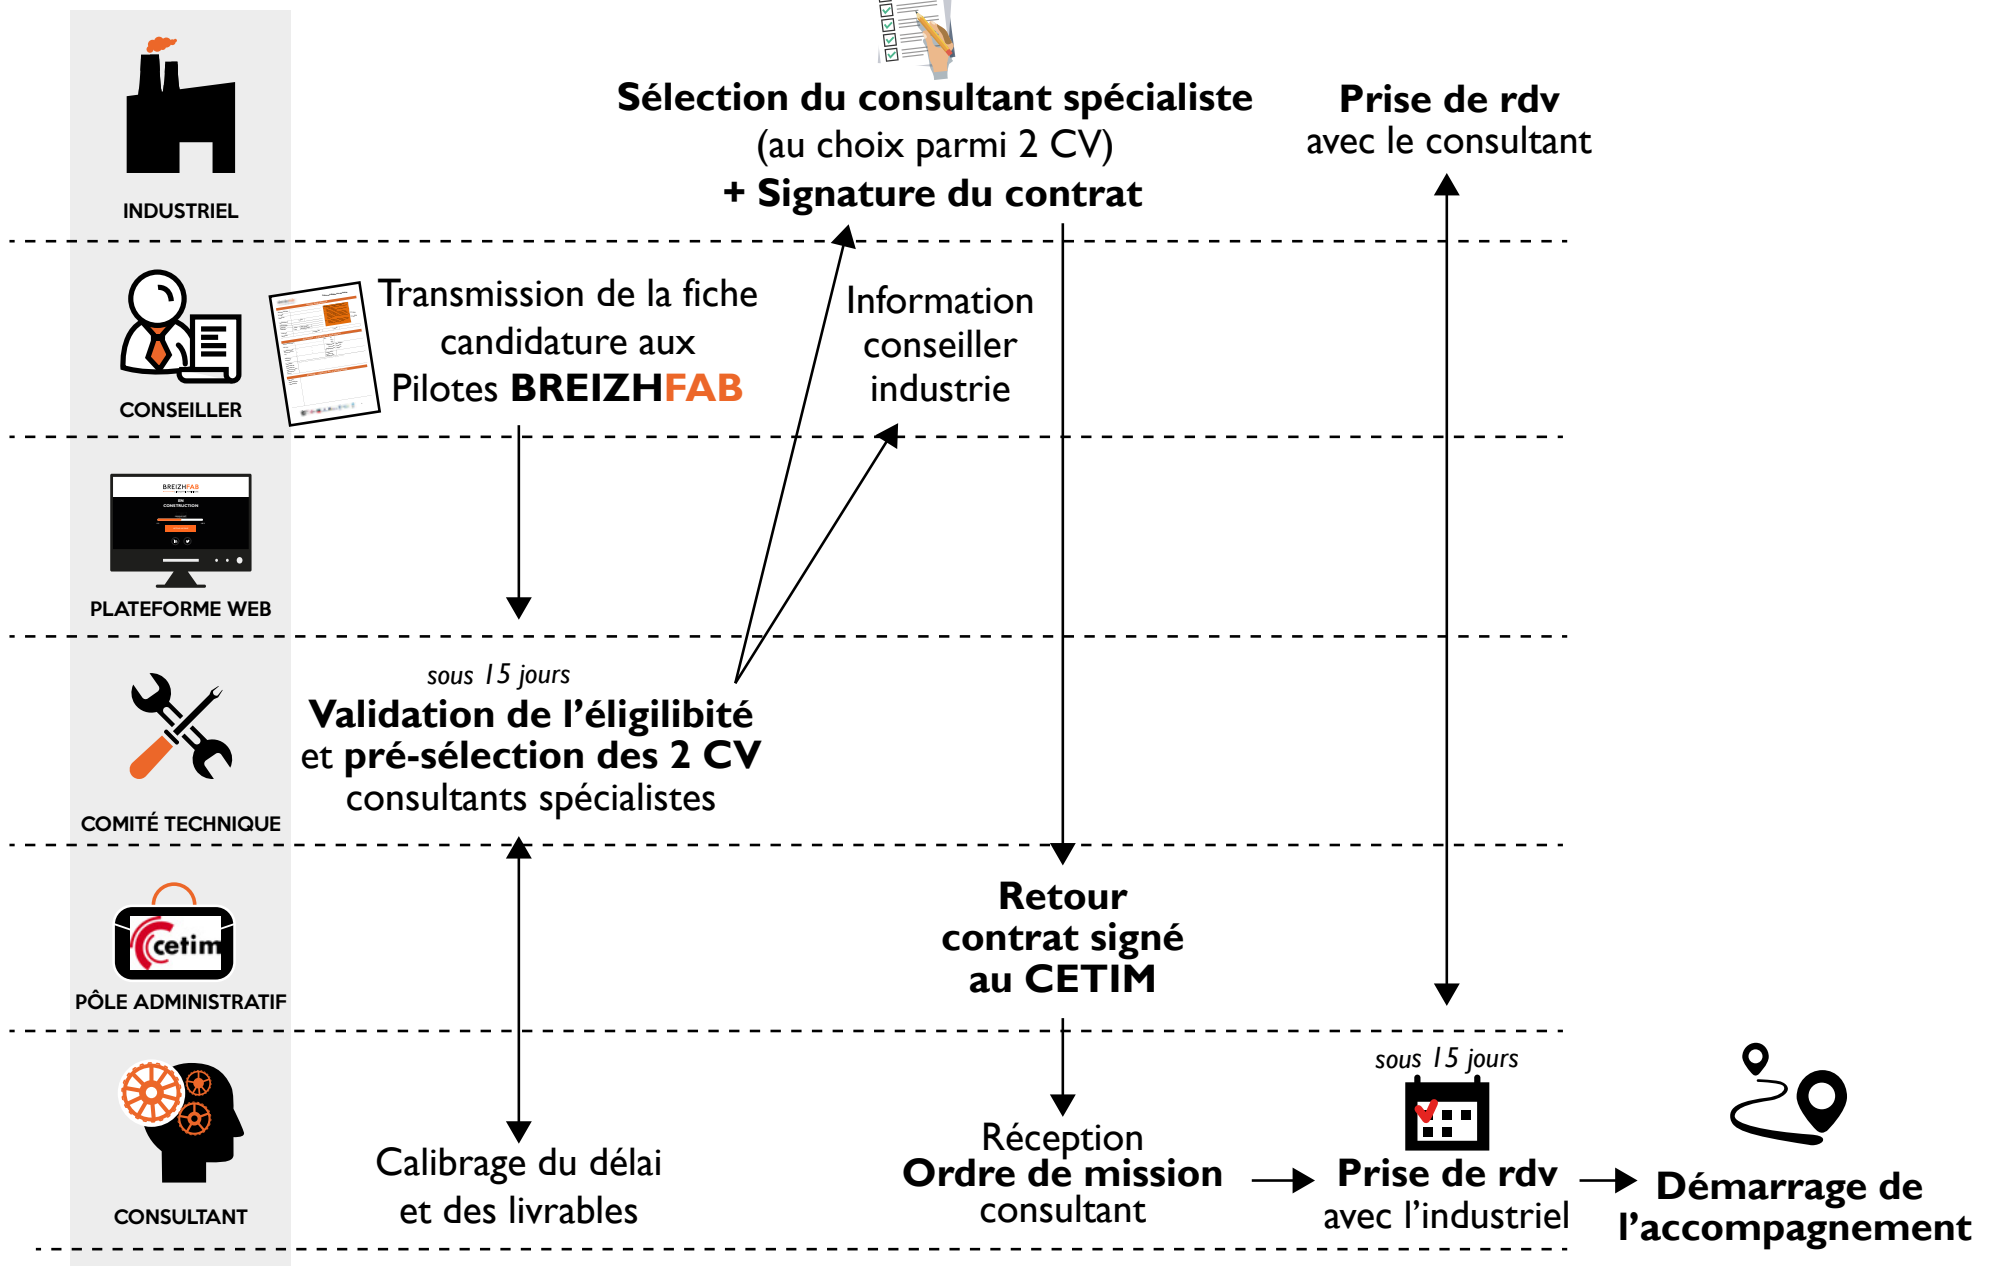 Sélection du consultant spécialiste
(au choix parmi 2 CV)
+ Signature du contrat
Prise de rdv
avec le consultant
INDUSTRIEL
Transmission de la fiche
candidature aux
Pilotes BREIZHFAB
Information
conseiller
industrie
CONSEILLER
BREIZHFAB
EN
CONSTRUCTION
PLATEFORME WEB
sous 15 jours
Validation de l'éligilibité
et pré-sélection des 2 CV
consultants spécialistes
COMITÉ TECHNIQUE
cetim
PÔLE ADMINISTRATIF
Retour
contrat signé
au CETIM
CONSULTANT
Calibrage du délai
et des livrables
Réception
Ordre de mission
consultant
sous 15 jours
Prise de rdv
avec l'industriel
Démarrage de
l'accompagnement